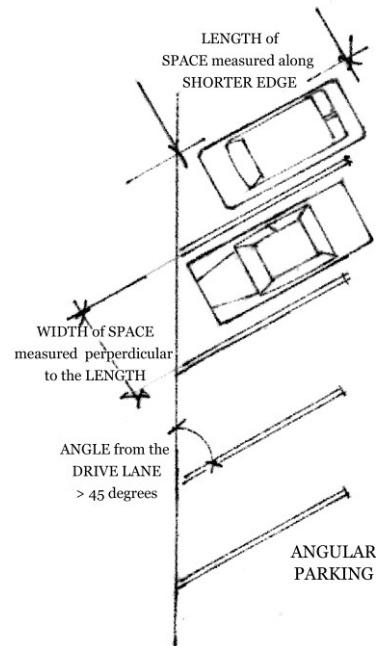 LENGTH of
SPACE measured along
SHORTER EDGE
WIDTH of SPACE
measured perperdicular
to the LENGTH
ANGLE from the
DRIVE LANE
> 45 degrees
ANGULAR
PARKING